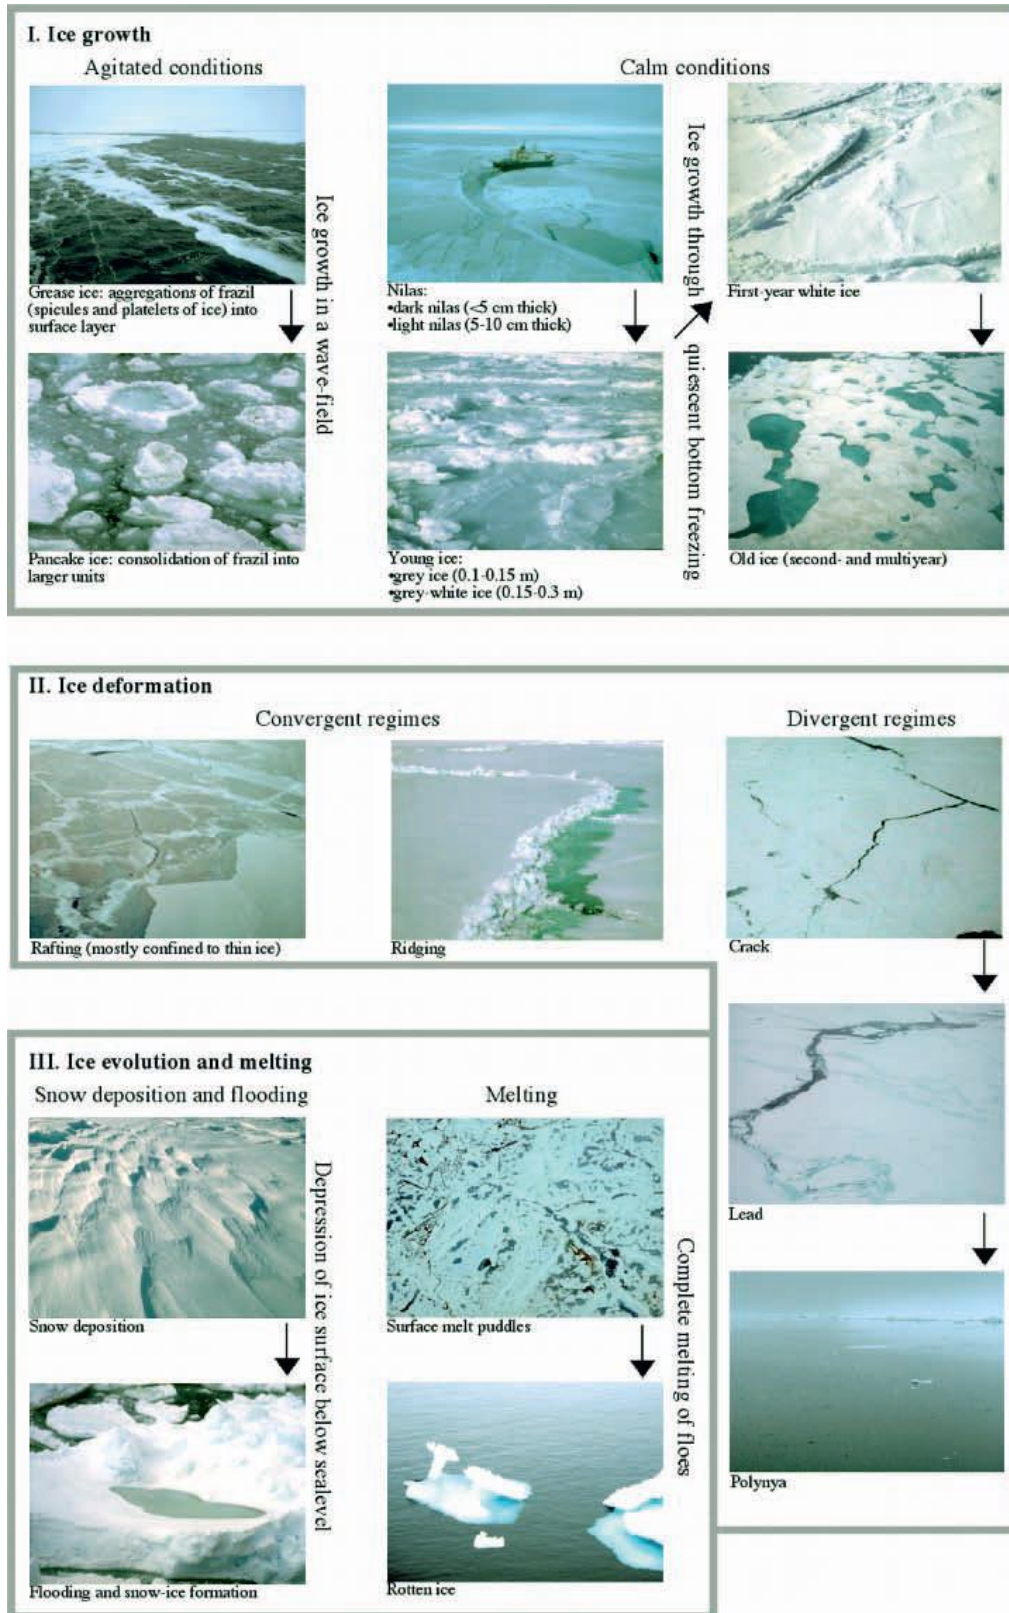 I. Ice growth
Agitated conditions
Calm conditions
Grease ice: aggregations of frazil
(spicules and platelets of ice) into
surface layer
Ice growth in a wave-field
Pancake ice: consolidation of frazil into
larger units
Nilas:
•dark nilas (<5 cm thick)
•light nilas (5-10 cm thick)
Young ice:
•grey ice (0.1-0.15 m)
•grey-white ice (0.15-0.3 m)
Ice growth through
quiescent bottom freezing
First-year white ice
Old ice (second- and multiyear)
II. Ice deformation
Convergent regimes
Divergent regimes
Rafting (mostly confined to thin ice)
Ridging
Crack
Lead
Polynya
III. Ice evolution and melting
Snow deposition and flooding
Melting
Snow deposition
Depression of ice surface below sealevel
Flooding and snow-ice formation
Surface melt puddles
Complete melting of floes
Rotten ice